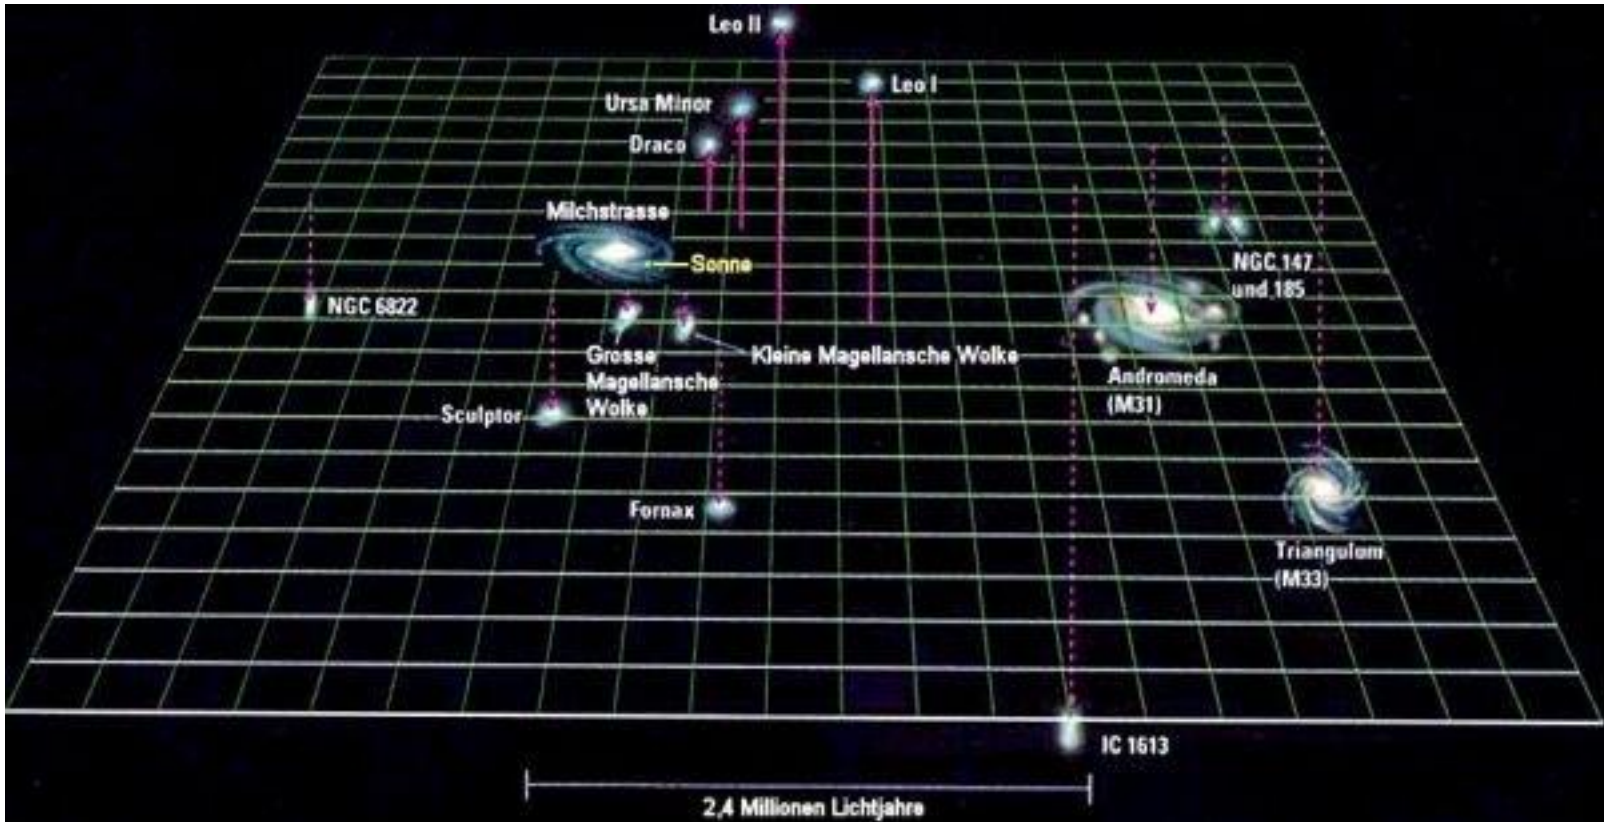 Leo II
Leo I
Ursa Minor
Draco
Milchstrasse
Sonne
NGC 147
und 185
NGC 6822
Grosse
Magellansche
Wolke
Kleine Magellansche Wolke
Andromeda
(M31)
Sculptor
Fornax
Triangulum
(M33)
IC 1613
2,4 Millionen Lichtjahre